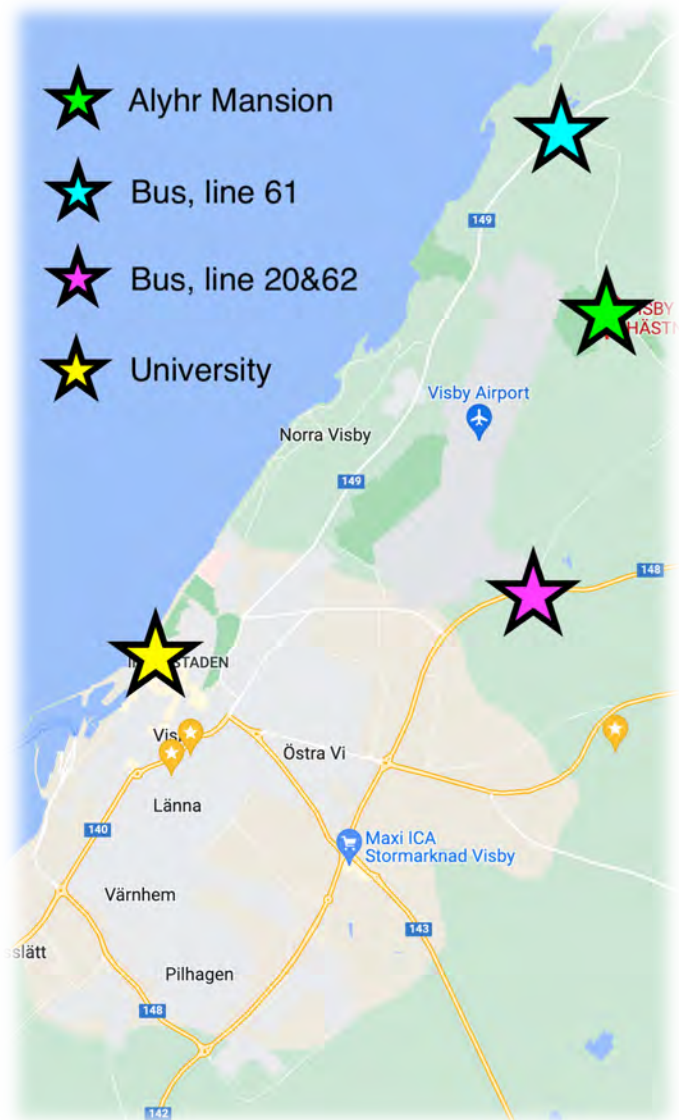 Alyhr Mansion
Bus, line 61
Bus, line 20&62
University
149
Visby Airport
Norra Visby
149
148
Östra Vi
Länna
Maxi ICA
Stormarknad Visby
140
Värnhem
143
sslätt
Pilhagen
148
142